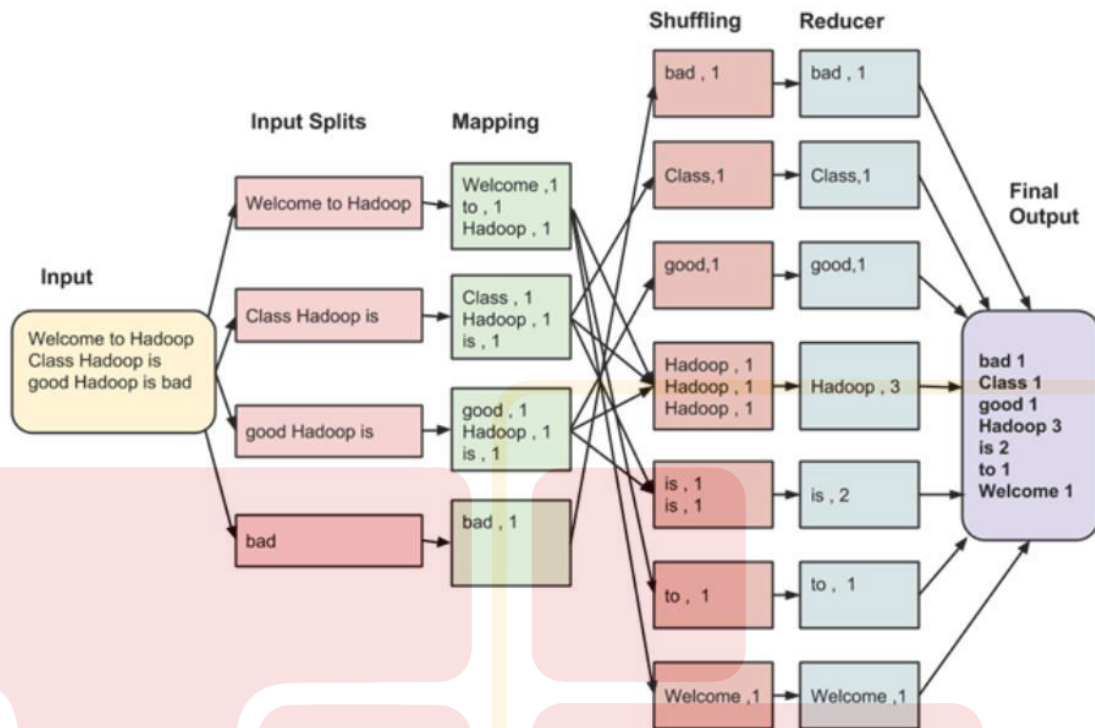 Input
Welcome to Hadoop
Class Hadoop is
good Hadoop is bad
Input Splits
Welcome to Hadoop
Class Hadoop is
good Hadoop is
bad
Mapping
Welcome ,1
to , 1
Hadoop , 1
Class , 1
Hadoop , 1
is , 1
good , 1
Hadoop , 1
is , 1
bad , 1
Shuffling
bad , 1
Class,1
good,1
Hadoop , 1
Hadoop , 1
Hadoop , 1
is , 1
is , 1
to , 1
Welcome ,1
Reducer
bad , 1
Class,1
good,1
Hadoop , 3
is , 2
to , 1
Welcome ,1
Final
Output
bad 1
Class 1
good 1
Hadoop 3
is 2
to 1
Welcome 1